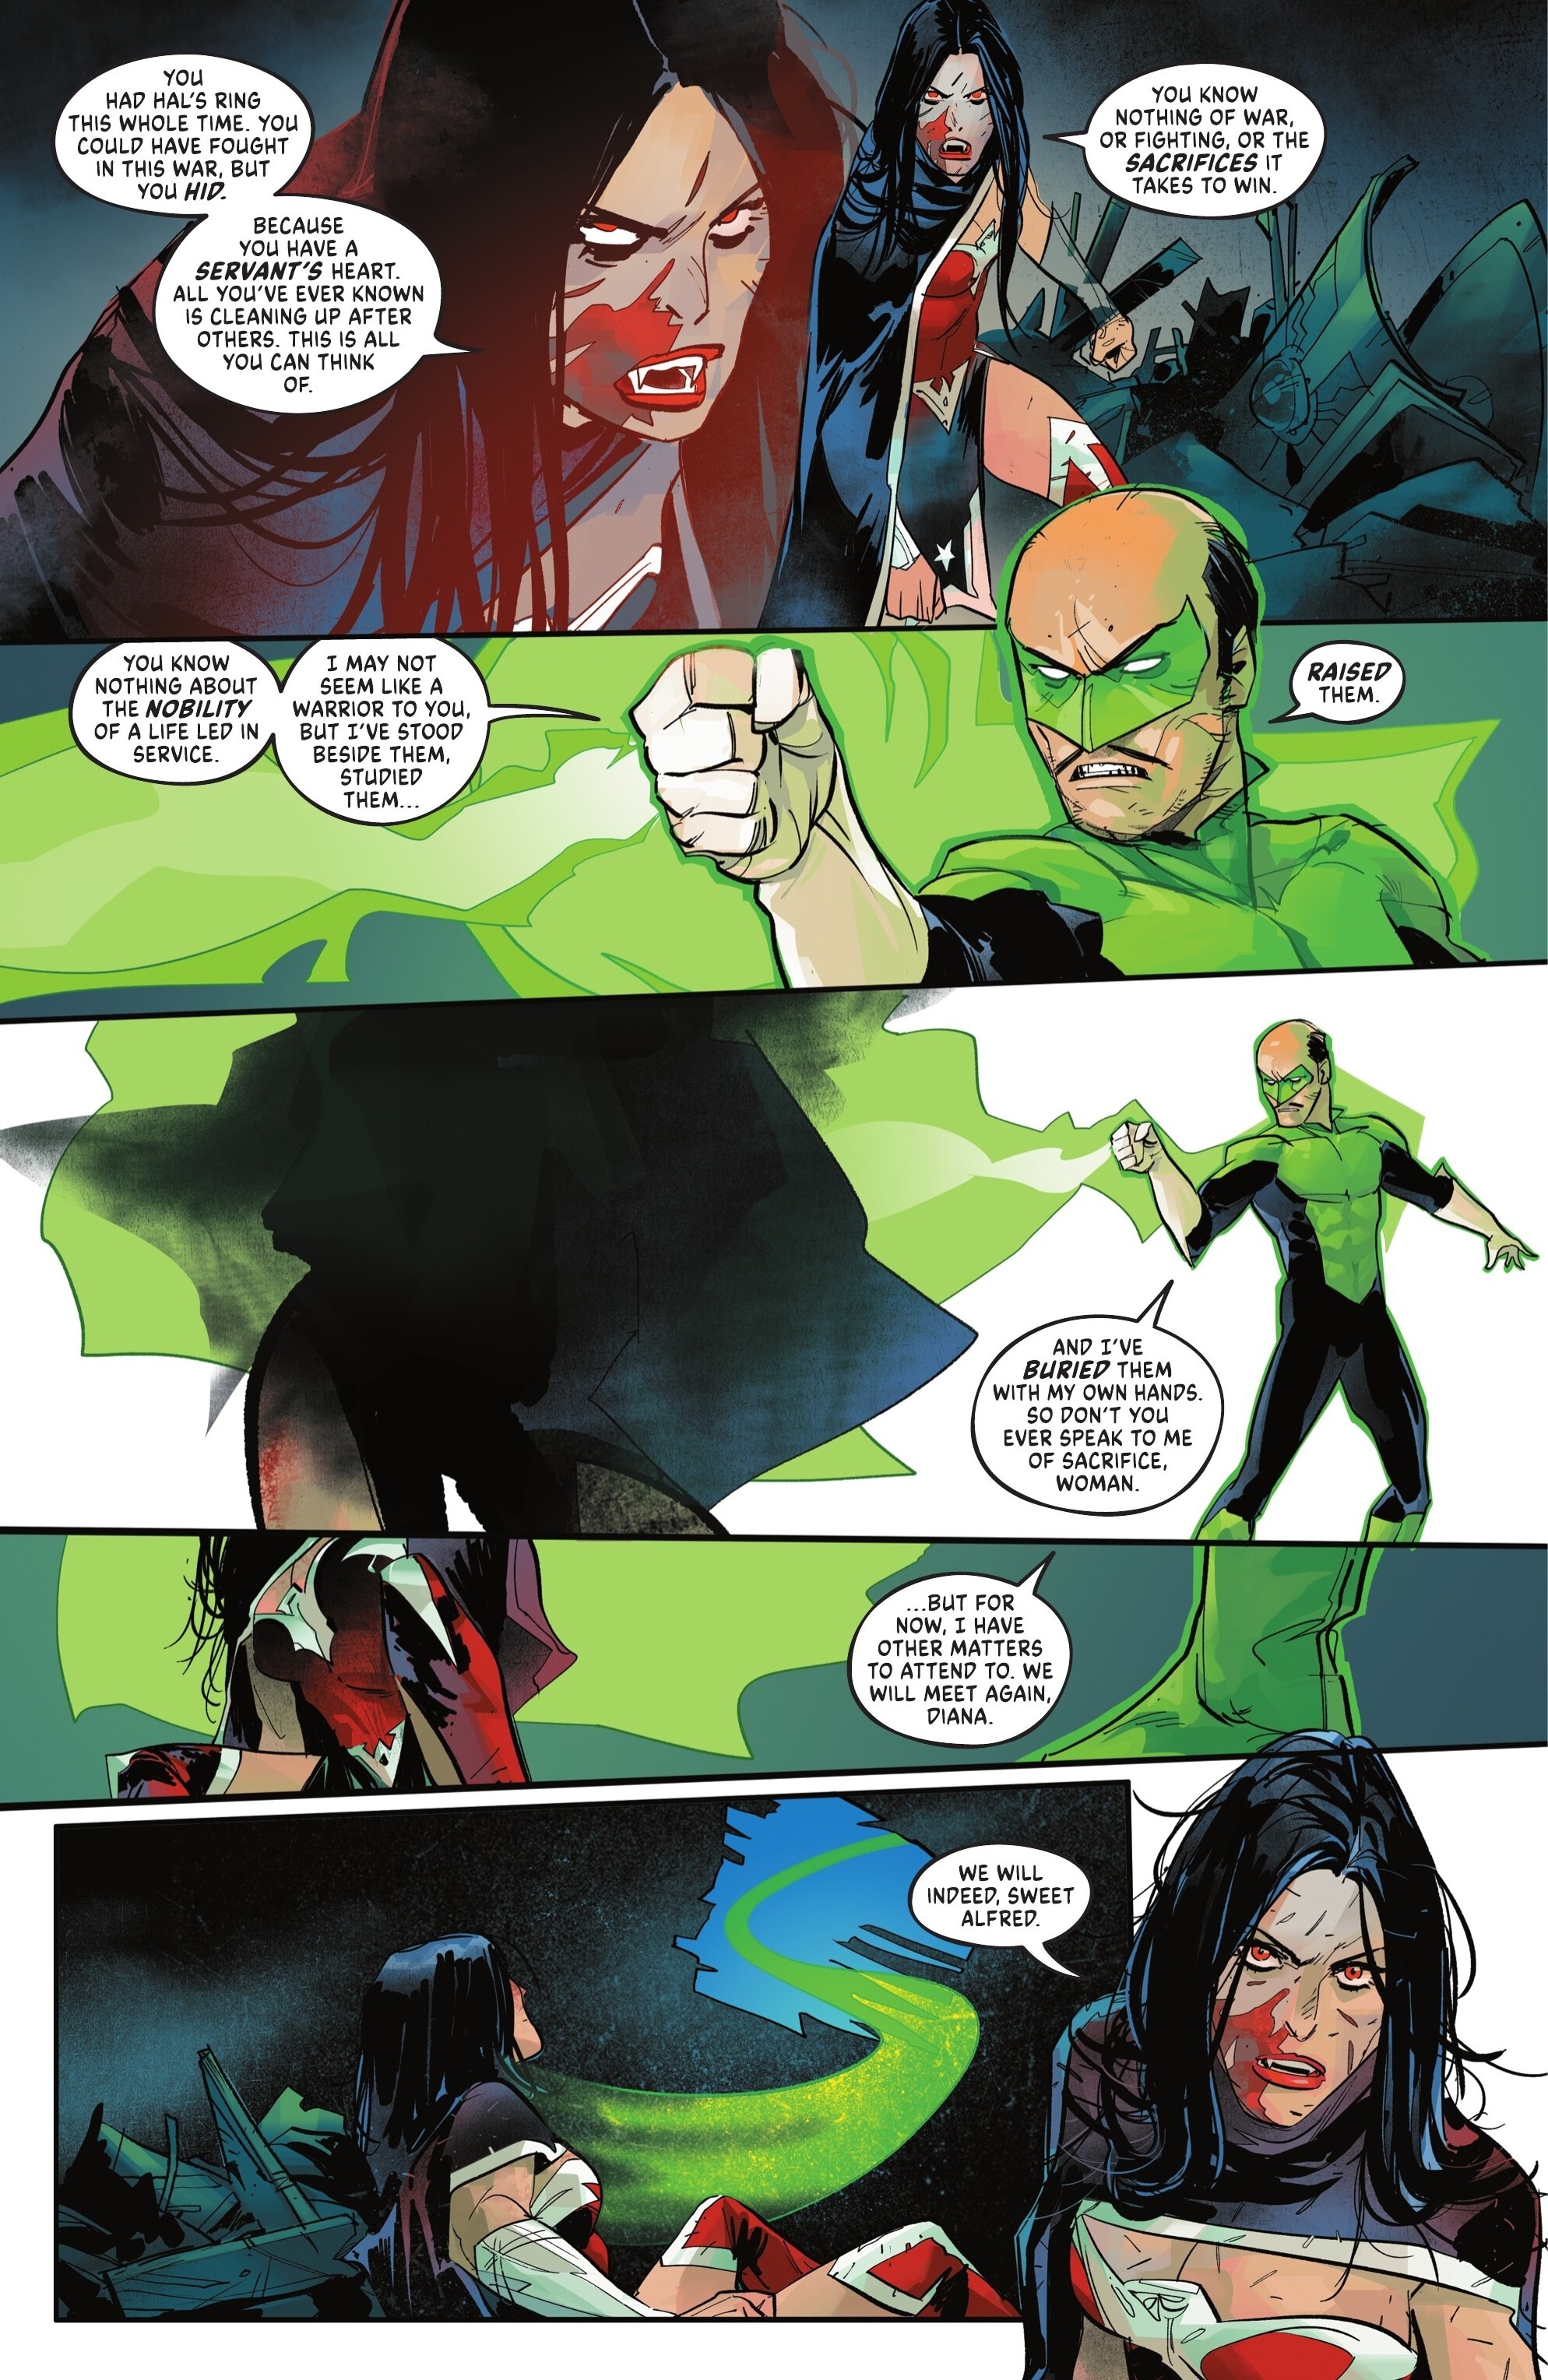 YOU
HAD HAL'S RING
THIS WHOLE TIME. YOU
COULD HAVE FOUGHT
IN THIS WAR, BUT
YOU HID.
BECAUSE
YOU HAVE A
SERVANT'S HEART.
ALL YOU'VE EVER KNOWN
IS CLEANING UP AFTER
OTHERS. THIS IS ALL
YOU CAN THINK
OF.
YOU KNOW
NOTHING OF WAR,
OR FIGHTING, OR THE
SACRIFICES IT
TAKES TO WIN.
YOU KNOW
NOTHING ABOUT
THE NOBILITY
OF A LIFE LED IN
SERVICE.
I MAY NOT
SEEM LIKE A
WARRIOR TO YOU,
BUT I'VE STOOD
BESIDE THEM,
STUDIED
THEM...
RAISED
THEM.
AND I'VE
BURIED THEM
WITH MY OWN HANDS.
SO DON'T YOU
EVER SPEAK TO ME
OF SACRIFICE,
WOMAN.
...BUT FOR
NOW, I HAVE
OTHER MATTERS
TO ATTEND TO. WE
WILL MEET AGAIN,
DIANA.
WE WILL
INDEED, SWEET
ALFRED.